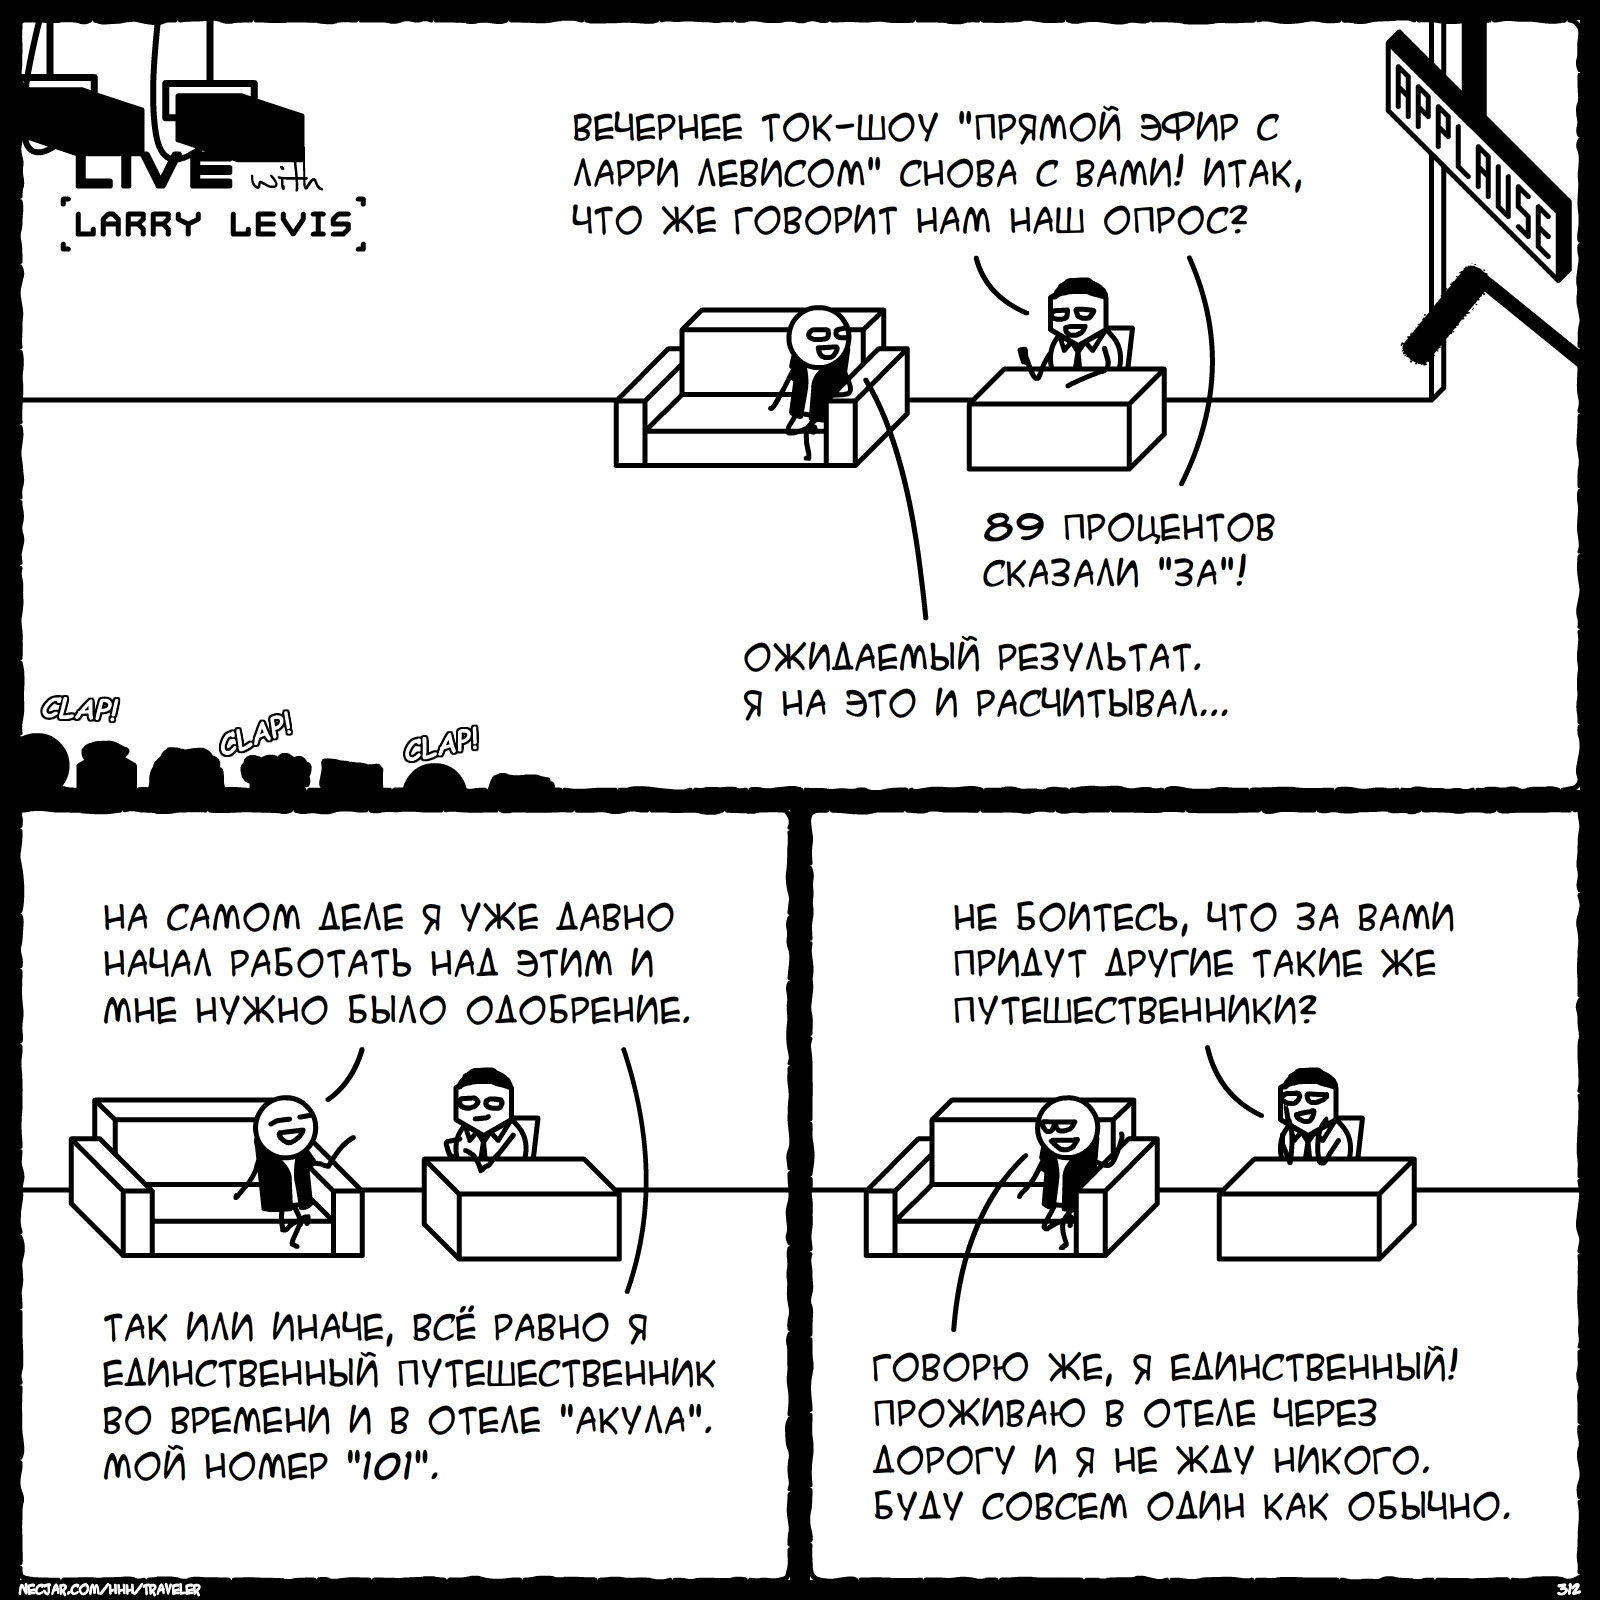 APPLAUSE
LIVE with
LARRY LEVIS
ВЕЧЕРНЕЕ ТОК-ШОУ "ПРЯМОЙ ЭФИР С
ЛАРРИ ЛЕВИСОМ" СНОВА С ВАМИ! ИТАК,
ЧТО ЖЕ ГОВОРИТ НАМ НАШ ОПРОС?
89 ПРОЦЕНТОВ
СКАЗАЛИ "ЗА"!
ОЖИДАЕМЫЙ РЕЗУЛЬТАТ.
Я НА ЭТО И РАСЧИТЫВАЛ...
CLAP!
CLAP!
CLAP!
НА САМОМ ДЕЛЕ Я УЖЕ ДАВНО
НАЧАЛ РАБОТАТЬ НАД ЭТИМ И
МНЕ НУЖНО БЫЛО ОДОБРЕНИЕ.
ТАК ИЛИ ИНАЧЕ, ВСЁ РАВНО Я
ЕДИНСТВЕННЫЙ ПУТЕШЕСТВЕННИК
ВО ВРЕМЕНИ И В ОТЕЛЕ "АКУЛА".
МОЙ НОМЕР "101".
НЕ БОИТЕСЬ, ЧТО ЗА ВАМИ
ПРИДУТ ДРУГИЕ ТАКИЕ ЖЕ
ПУТЕШЕСТВЕННИКИ?
ГОВОРЮ ЖЕ, Я ЕДИНСТВЕННЫЙ!
ПРОЖИВАЮ В ОТЕЛЕ ЧЕРЕЗ
ДОРОГУ И Я НЕ ЖДУ НИКОГО.
БУДУ СОВСЕМ ОДИН КАК ОБЫЧНО.
NECJAR.COM/HHH/TRAVELER
312